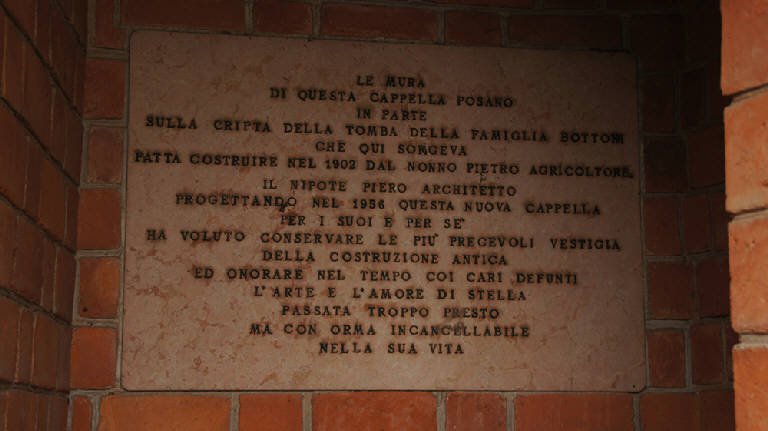 LE MURA
DI QUESTA CAPPELLA POSANO
IN PARTE
SULLA CRIPTA DELLA TOMBA DELLA FAMIGLIA BOTTONI
CHE QUI SORGEVA
FATTA COSTRUIRE NEL 1902 DAL NONNO PIETRO AGRICOLTORE.
IL NIPOTE PIERO ARCHITETTO
PROGETTANDO NEL 1956 QUESTA NUOVA CAPPELLA
PER I SUOI E PER SE'
HA VOLUTO CONSERVARE LE PIU' PREGEVOLI VESTIGIA
DELLA COSTRUZIONE ANTICA
ED ONORARE NEL TEMPO COI CARI DEFUNTI
L'ARTE E L'AMORE DI STELLA
PASSATA TROPPO PRESTO
MA CON ORMA INCANCELLABILE
NELLA SUA VITA